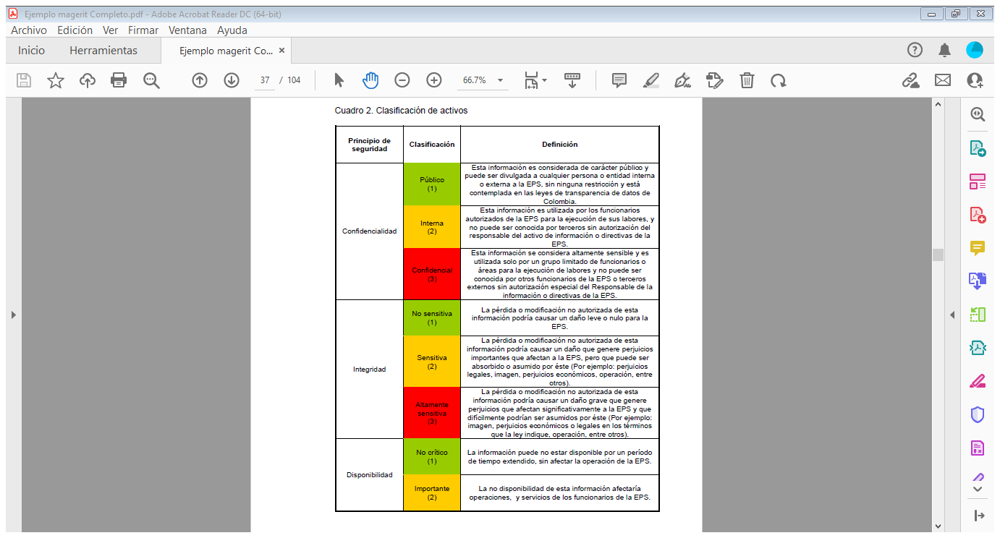 Ejemplo magerit Completo.pdf - Adobe Acrobat Reader DC (64-bit)
Archivo Edición Ver Firmar Ventana Ayuda
Inicio Herramientas Ejemplo magerit Co... ×
37 / 104 66.7%
Cuadro 2. Clasificación de activos
Principio de
seguridad
Clasificación
Definición
Confidencialidad
Público
(1)
Esta información es considerada de carácter público y
puede ser divulgada a cualquier persona o entidad interna
o externa a la EPS, sin ninguna restricción y está
contemplada en las leyes de transparencia de datos de
Colombia.
Interna
(2)
Esta información es utilizada por los funcionarios
autorizados de la EPS para la ejecución de sus labores, y
no puede ser conocida por terceros sin autorización del
responsable del activo de información o directivas de la
EPS.
Confidencial
(3)
Esta información se considera altamente sensible y es
utilizada solo por un grupo limitado de funcionarios o
áreas para la ejecución de labores y no puede ser
conocida por otros funcionarios de la EPS o terceros
externos sin autorización especial del Responsable de la
información o directivas de la EPS.
Integridad
No sensitiva
(1)
La pérdida o modificación no autorizada de esta
información podría causar un daño leve o nulo para la
EPS.
Sensitiva
(2)
La pérdida o modificación no autorizada de esta
información podría causar un daño que genere perjuicios
importantes que afectan a la EPS, pero que puede ser
absorbido o asumido por éste (Por ejemplo: perjuicios
legales, imagen, perjuicios económicos, operación, entre
otros).
Altamente
sensitiva
(3)
La pérdida o modificación no autorizada de esta
información podría causar un daño grave que genere
perjuicios que afectan significativamente a la EPS y que
difícilmente podrían ser asumidos por éste (Por ejemplo:
imagen, perjuicios económicos o legales en los términos
que la ley indique, operación, entre otros).
Disponibilidad
No crítico
(1)
La información puede no estar disponible por un período
de tiempo extendido, sin afectar la operación de la EPS.
Importante
(2)
La no disponibilidad de esta información afectaría
operaciones, y servicios de los funcionarios de la EPS.